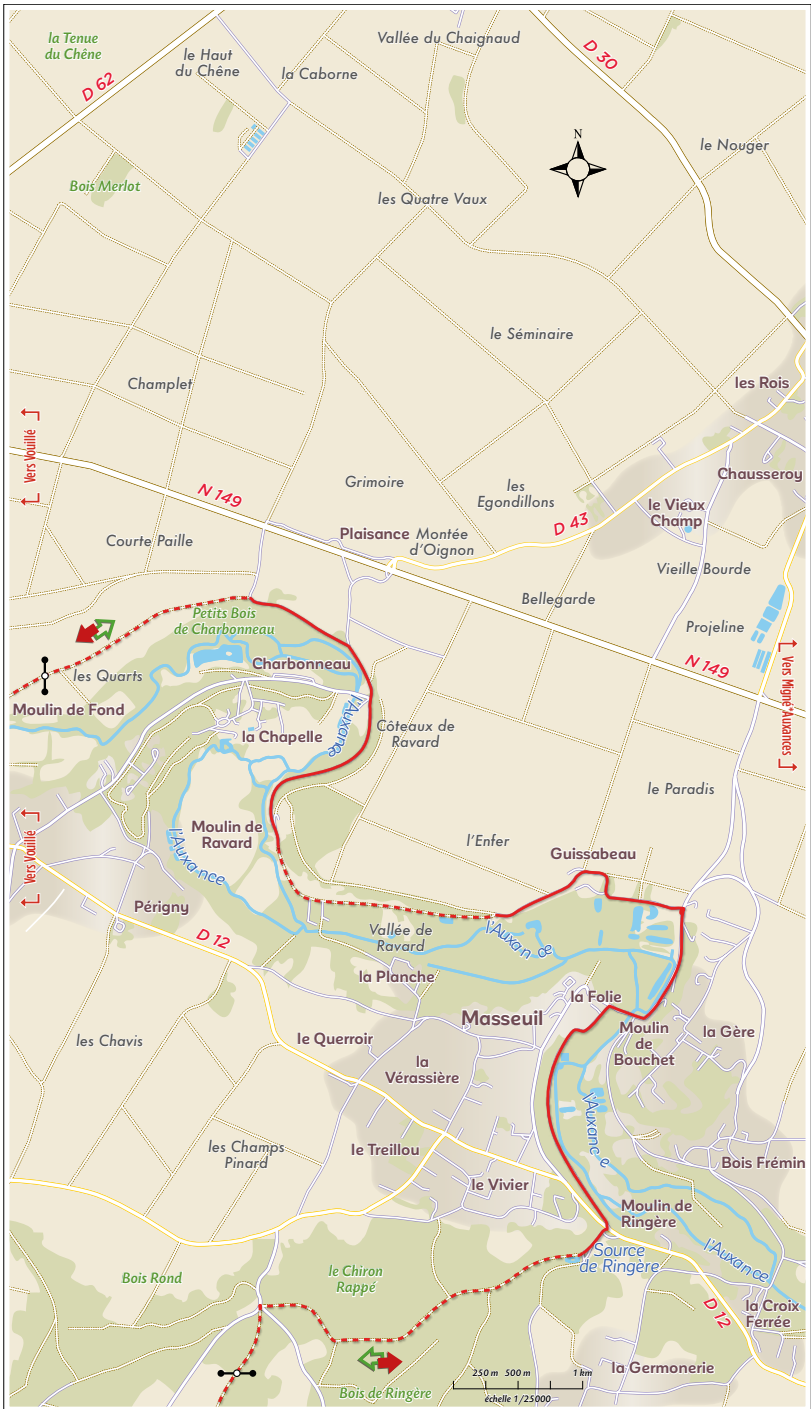 la Tenue
du Chêne
D 62
le Haut
du Chêne
la Caborne
Vallée du Chaignaud
D 30
N
le Nouger
Bois Merlot
les Quatre Vaux
le Séminaire
Champlet
les Rois
Vers Vouillé
N 149
Grimoire
les
Egondillons
Chausseroy
le Vieux
Champ
Courte Paille
Plaisance
Montée
d'Oignon
D 43
Vieille Bourde
Bellegarde
Petits Bois
de Charbonneau
Projeline
les Quarts
Charbonneau
N 149
Vers Migné-Auxances
Moulin de Fond
l'Auxance
la Chapelle
Côteaux de
Ravard
le Paradis
Vers Vouillé
Moulin de
Ravard
l'Auxance
l'Enfer
Guissabeau
Périgny
D 12
Vallée de
Ravard
l'Auxance
la Planche
la Folie
Masseuil
les Chavis
le Querroir
Moulin
de
Bouchet
la Gère
la
Vérassière
l'Auxance
les Champs
Pinard
le Treillou
Bois Frémin
le Vivier
Moulin de
Ringère
Source
de Ringère
l'Auxance
Bois Rond
le Chiron
Rappé
D 12
la Croix
Ferrée
la Germonerie
Bois de Ringère
250 m 500 m 1 km
échelle 1/25000